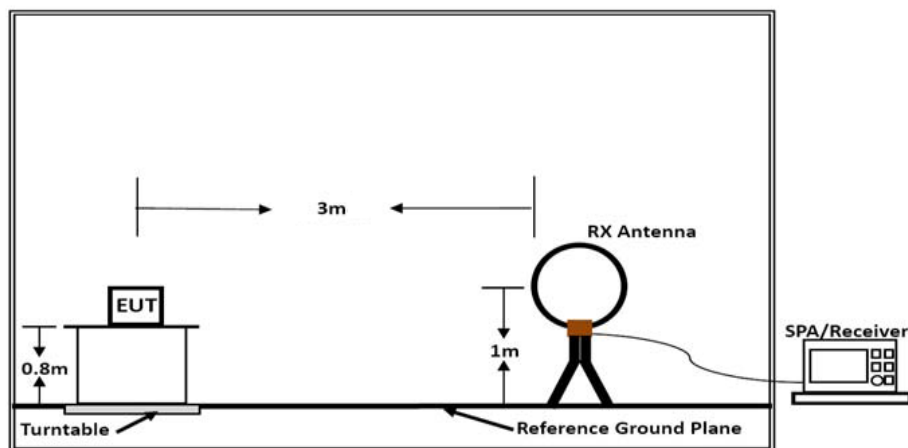 3m
RX Antenna
EUT
SPA/Receiver
0.8m
1m
Turntable
Reference Ground Plane